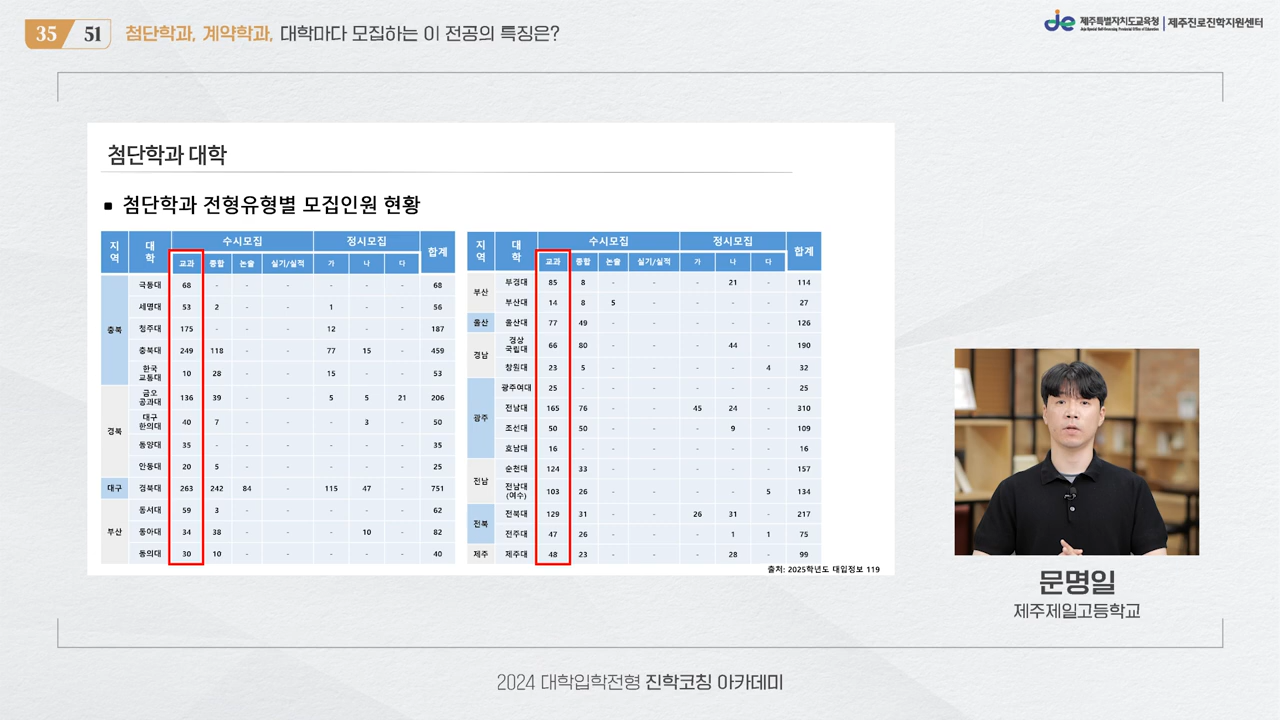 35 51 첨단학과, 계약학과, 대학마다 모집하는 이 전공의 특징은?
제주특별자치도교육청 제주진로진학지원센터
첨단학과 대학
■ 첨단학과 전형유형별 모집인원 현황
지역 대학 수시모집 정시모집 합계
교과 종합 논술 실기/실적 가 나 다
충북 극동대 68 - - - - - - 68
세명대 53 2 - - 1 - - 56
청주대 175 - - - 12 - - 187
충북대 249 118 - - 77 15 - 459
한국교통대 10 28 - - 15 - - 53
경북 금오공과대 136 39 - - 5 5 21 206
대구한의대 40 7 - - - 3 - 50
동양대 35 - - - - - - 35
안동대 20 5 - - - - - 25
대구 경북대 263 242 84 - 115 47 - 751
부산 동서대 59 3 - - - - - 62
동아대 34 38 - - - 10 - 82
동의대 30 10 - - - - - 40
지역 대학 수시모집 정시모집 합계
교과 종합 논술 실기/실적 가 나 다
부산 부경대 85 8 - - - 21 - 114
부산대 14 8 5 - - - - 27
울산 울산대 77 49 - - - - - 126
경남 경상국립대 66 80 - - - 44 - 190
창원대 23 5 - - - - 4 32
광주 광주여대 25 - - - - - - 25
전남대 165 76 - - 45 24 - 310
조선대 50 50 - - - 9 - 109
호남대 16 - - - - - - 16
전남 순천대 124 33 - - - - - 157
전남대(여수) 103 26 - - - - 5 134
전북 전북대 129 31 - - 26 31 - 217
전주대 47 26 - - - 1 1 75
제주 제주대 48 23 - - - 28 - 99
출처: 2025학년도 대입정보 119
문명일
제주제일고등학교
2024 대학입학전형 진학코칭 아카데미